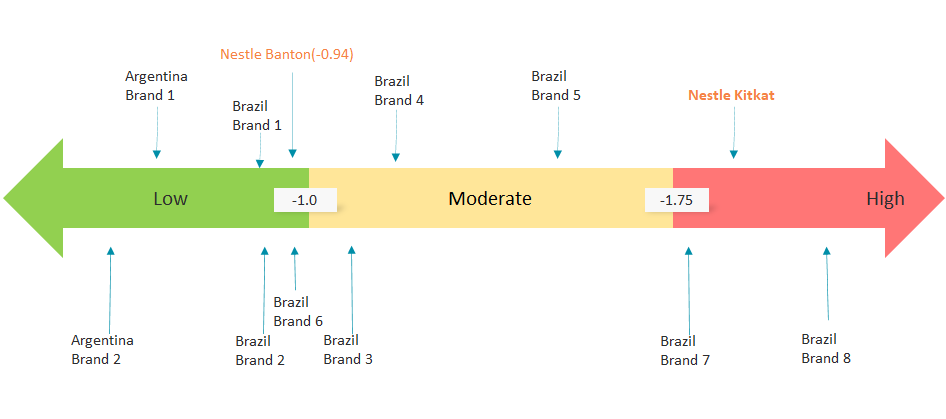 Nestle Banton(-0.94)
Argentina
Brand 1
Brazil
Brand 1
Brazil
Brand 4
Brazil
Brand 5
Nestle Kitkat
Low
-1.0
Moderate
-1.75
High
Argentina
Brand 2
Brazil
Brand 2
Brazil
Brand 6
Brazil
Brand 3
Brazil
Brand 7
Brazil
Brand 8